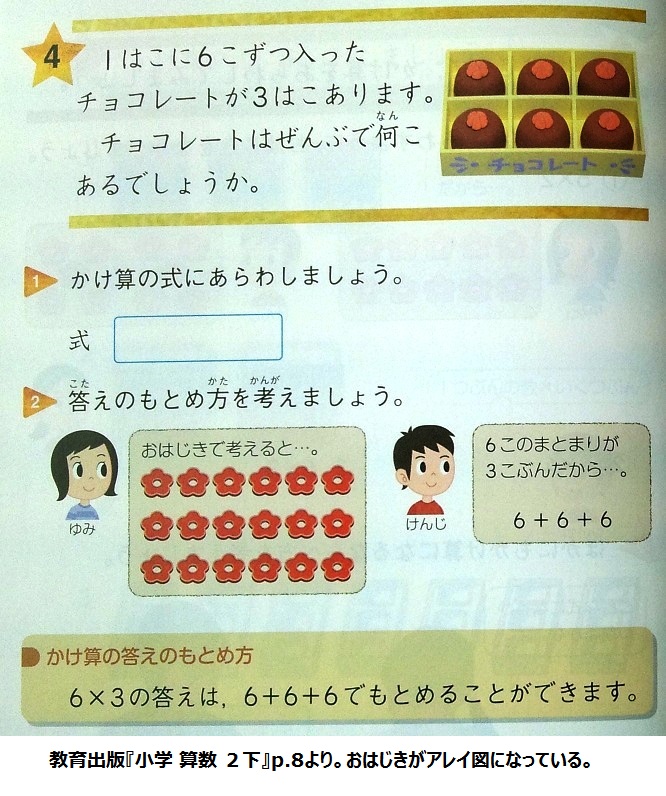 4
1はこに6こずつ入った
チョコレートが3はこあります。
チョコレートはぜんぶで何こ
なん
あるでしょうか。
チョコレート
1 かけ算の式にあらわしましょう。
式
2 答えのもとめ方を考えましょう。
こた かた かんが
おはじきで考えると…。
ゆみ
6このまとまりが
3こぶんだから…。
6+6+6
けんじ
かけ算の答えのもとめ方
6×3の答えは，6+6+6でもとめることができます。
教育出版『小学 算数 2下』p.8より。おはじきがアレイ図になっている。